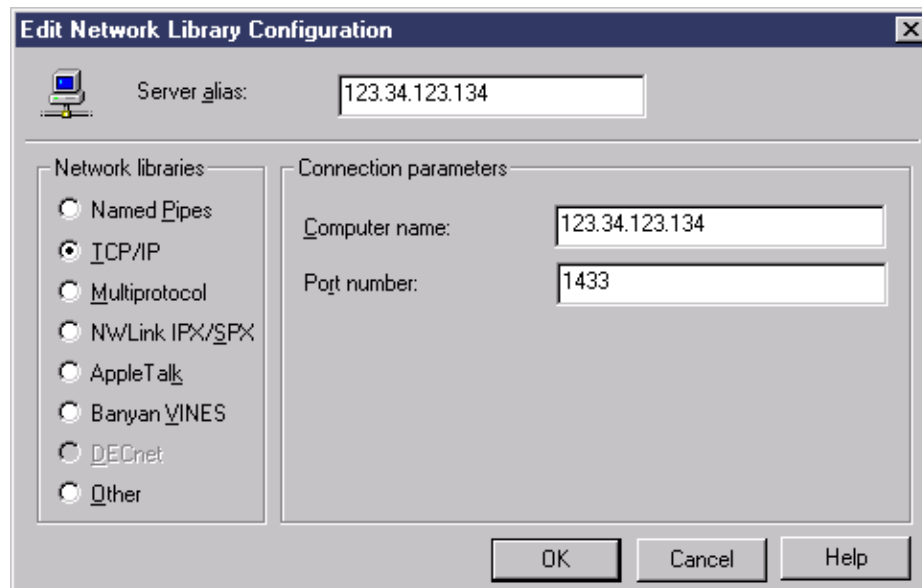 Edit Network Library Configuration
Server alias: 123.34.123.134
Network libraries
Named Pipes
TCP/IP
Multiprotocol
NWLink IPX/SPX
AppleTalk
Banyan VINES
DECnet
Other
Connection parameters
Computer name: 123.34.123.134
Port number: 1433
OK Cancel Help